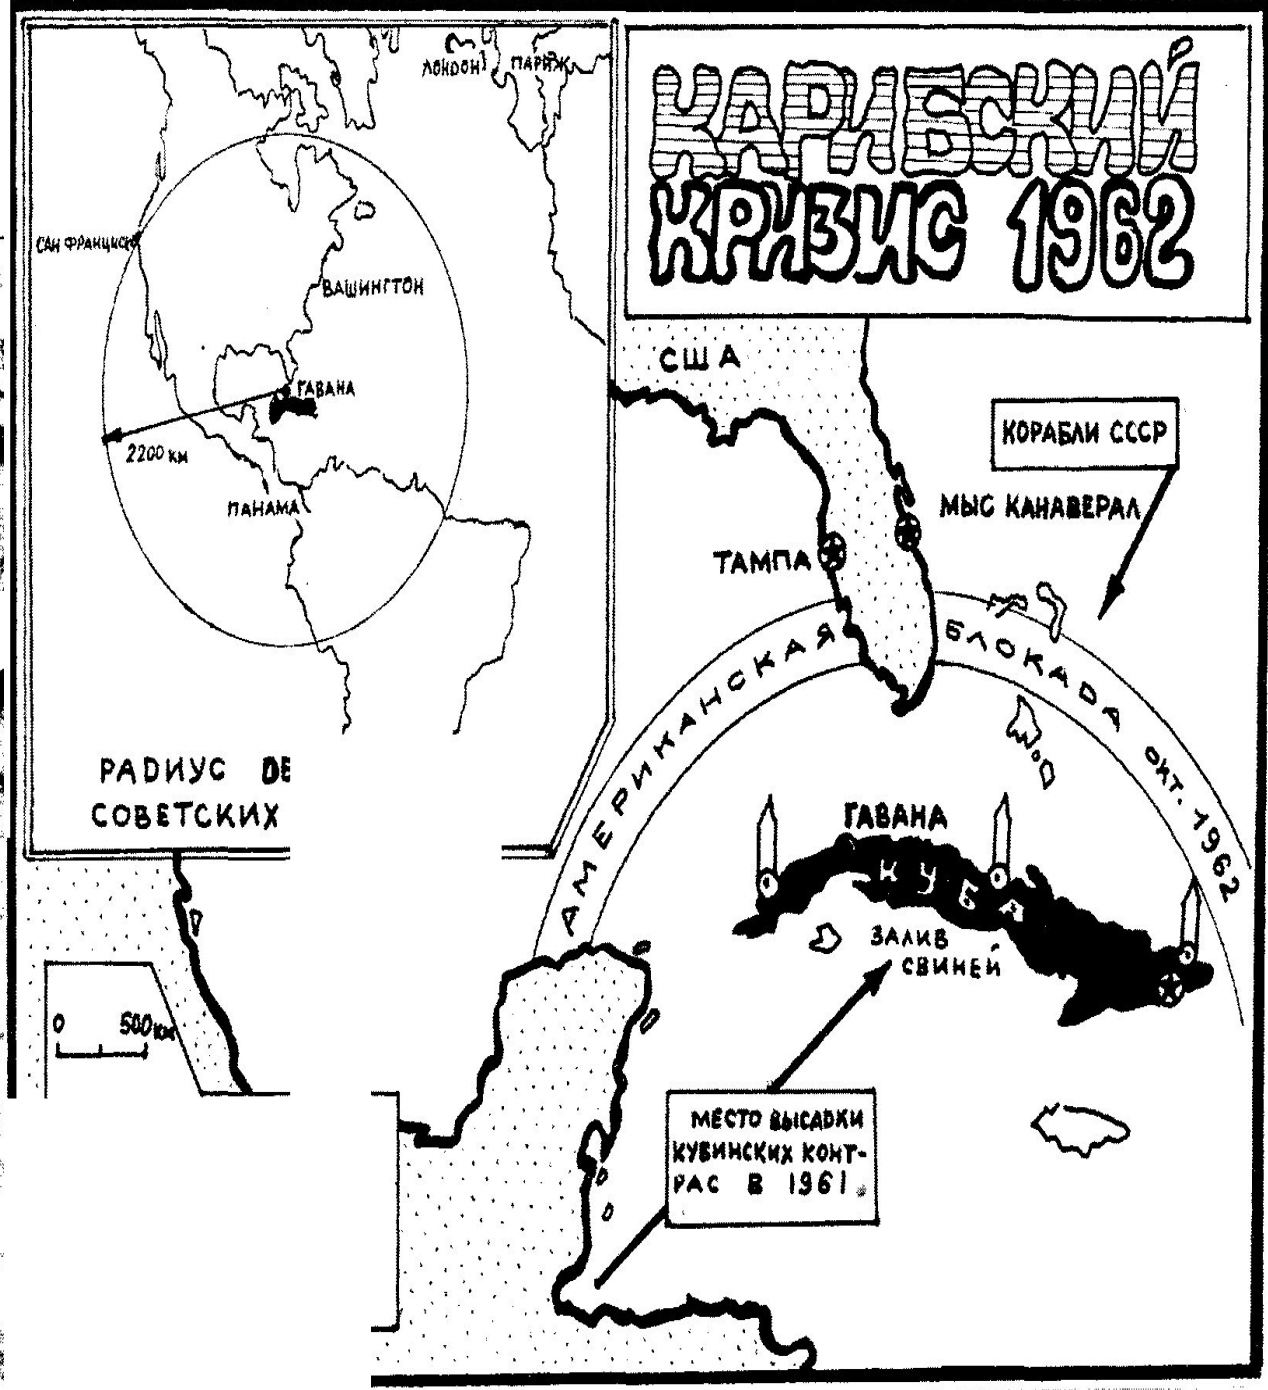 КАРИБСКИЙ
КРИЗИС 1962
ЛОНДОН
ПАРИЖ
САН ФРАНЦИСКО
ВАШИНГТОН
ГАВАНА
2200 КМ
ПАНАМА
РАДИУС ДЕ
СОВЕТСКИХ
США
КОРАБЛИ СССР
МЫС КАНАВЕРАЛ
ТАМПА
АМЕРИКАНСКАЯ БЛОКАДА ОКТ. 1962
ГАВАНА
КУБА
ЗАЛИВ
СВИНЕЙ
0 500 КМ
МЕСТО ВЫСАДКИ
КУБИНСКИХ КОНТ-
РАС В 1961.